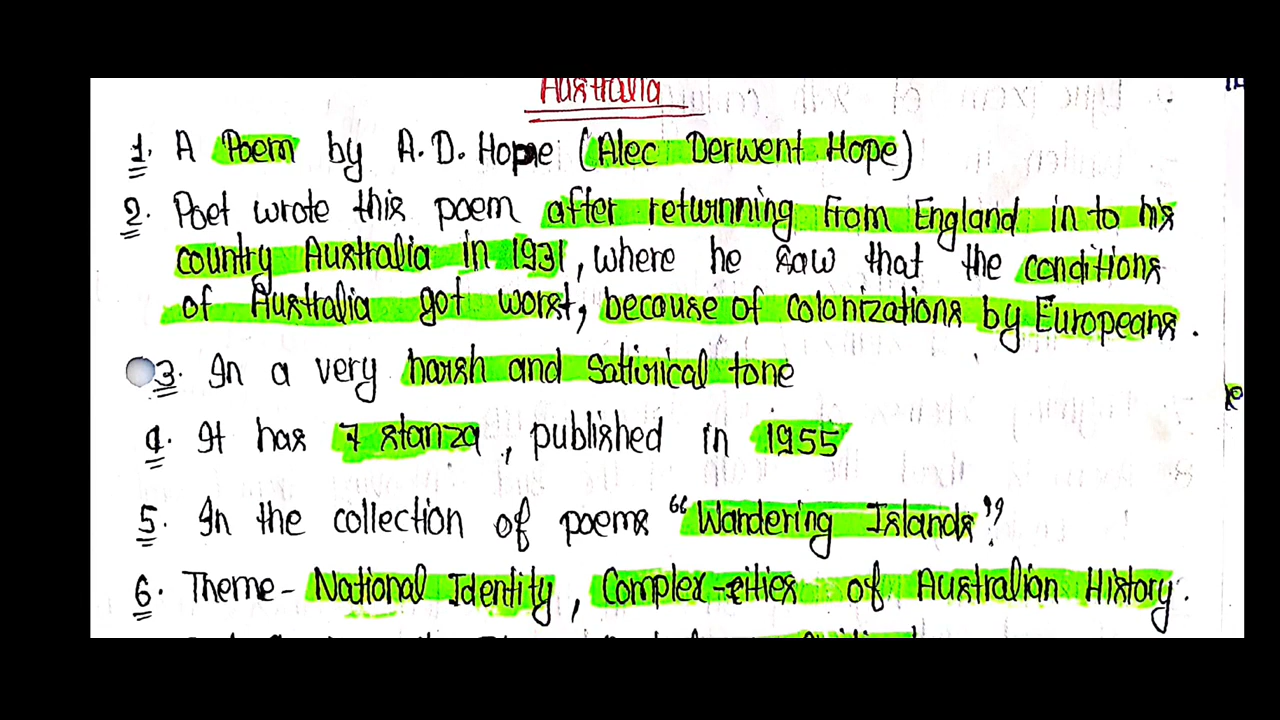 Australia
1. A Poem by A.D. Hope (Alec Derwent Hope)
2. Poet wrote this poem after returnning from England in to his
country Australia in 1931, where he saw that the conditions
of Australia got worst, because of colonizations by Europeans.
3. In a very harsh and satirical tone
4. It has 7 stanza, published in 1955
5. In the collection of poems "Wandering Islands"
6. Theme- National Identity, Complex-cities of Australian History.